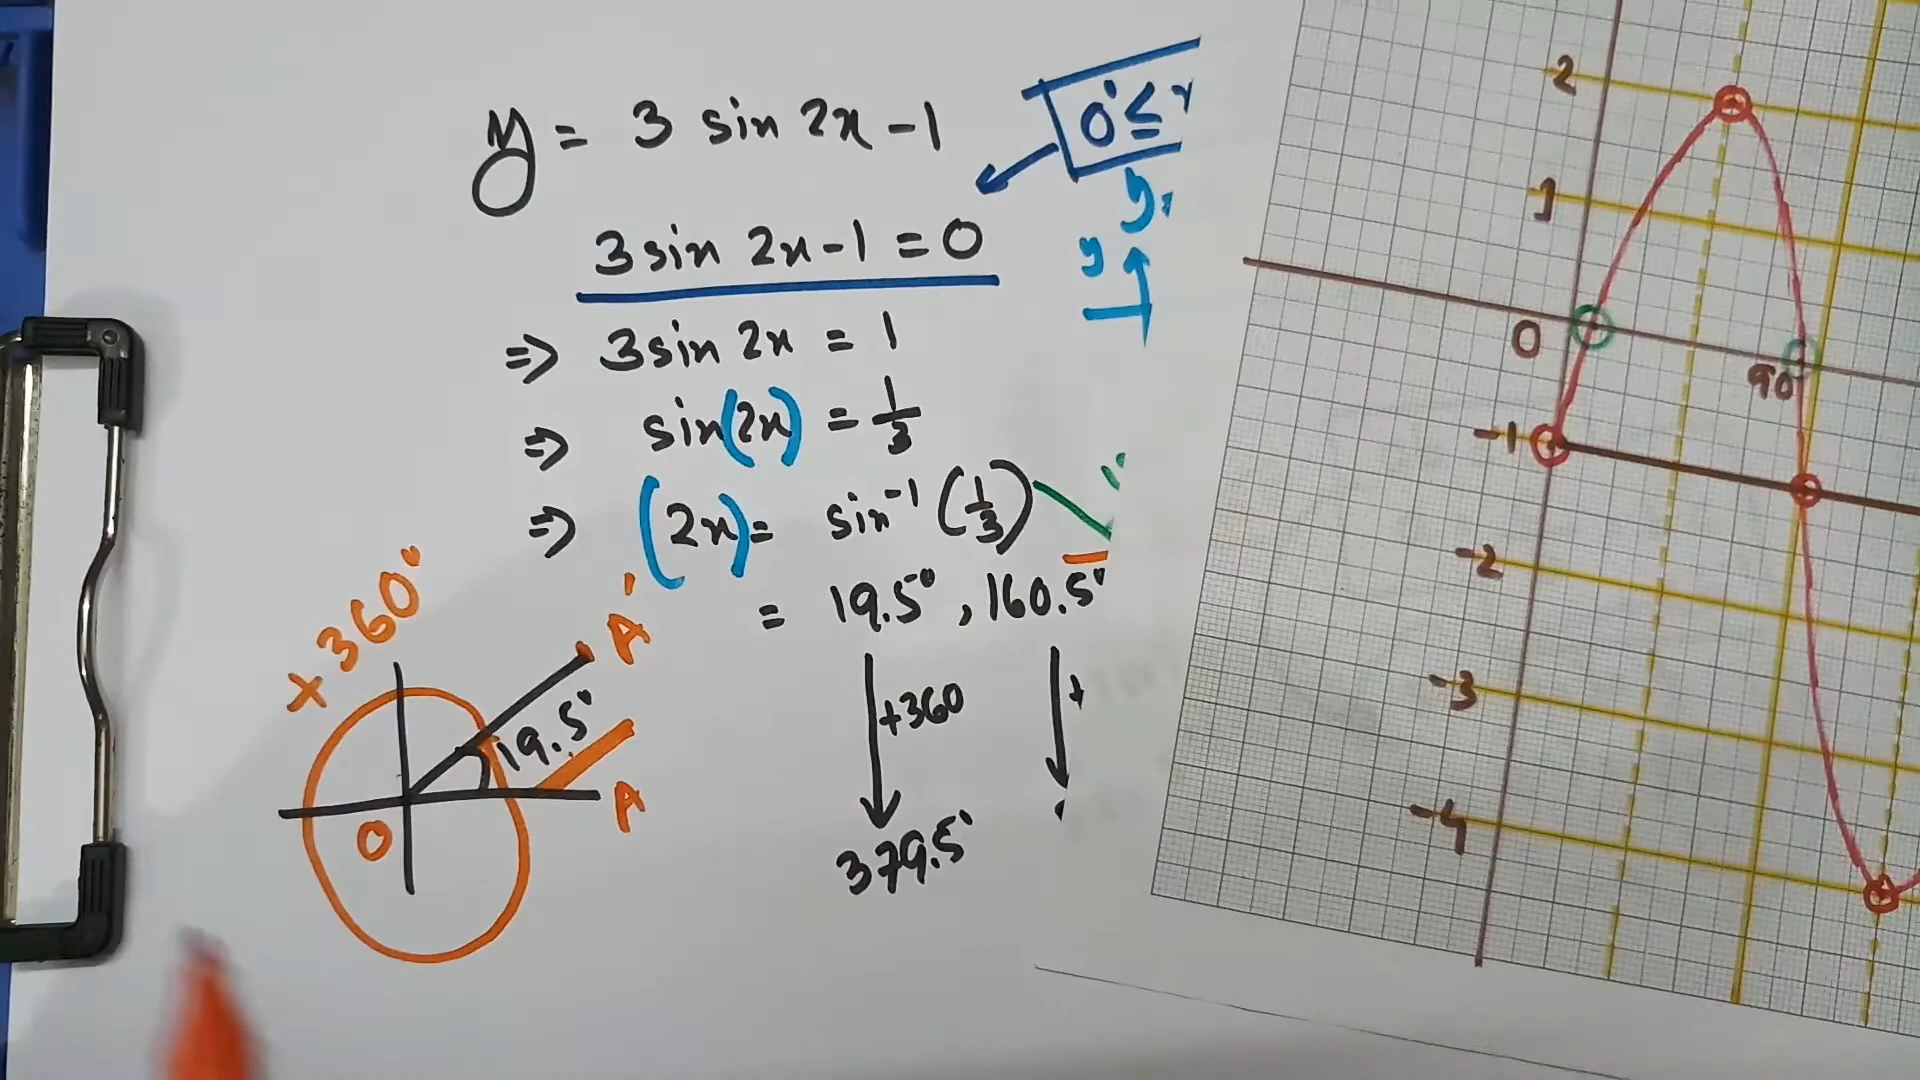 y = 3 sin 2x - 1
0° ≤
3 sin 2x - 1 = 0
y
⇒ 3 sin 2x = 1
⇒ sin(2x) = 1/3
⇒ (2x) = sin⁻¹(1/3)
= 19.5°, 160.5°
+360°
A'
19.5°
A
O
+360
+
379.5°
2
1
0
90
-1
-2
-3
-4